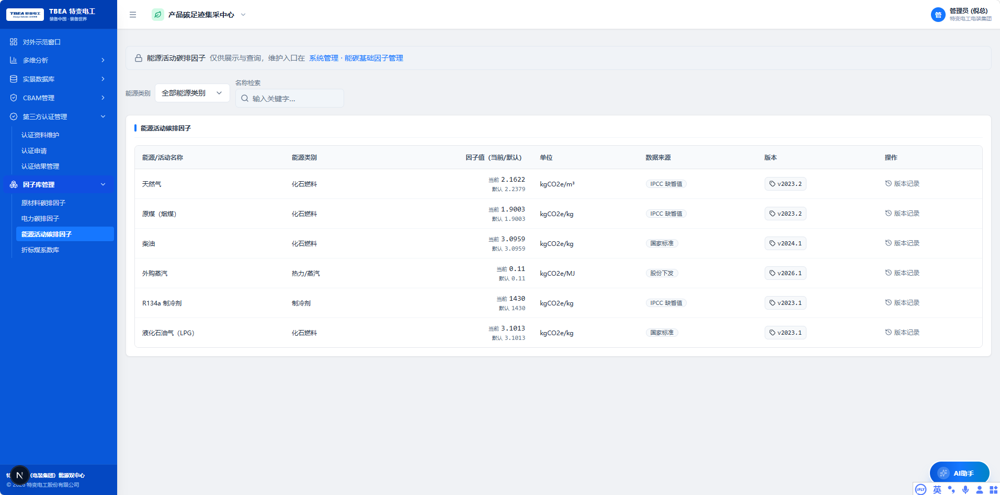 TBEA 特变电工
TBEA 特变电工
装备中国 · 装备世界
对外示范窗口
多维分析
实景数据库
CBAM管理
第三方认证管理
认证资料维护
认证申请
认证结果管理
因子库管理
原材料碳排因子
电力碳排因子
能源活动碳排因子
折标煤系数库
N
(电装集团) 能源双中心
特变电工股份有限公司
产品碳足迹集采中心
管
管理员 (倪总)
特变电工电装集团
能源活动碳排因子 仅供展示与查询，维护入口在 系统管理 · 能碳基础因子管理
名称检索
能源类别 全部能源类别
输入关键字...
能源活动碳排因子
能源/活动名称 能源类别 因子值（当前/默认） 单位 数据来源 版本 操作
天然气 化石燃料 当前 2.1622 kgCO2e/m³ IPCC 缺省值 v2023.2 版本记录
默认 2.2379
原煤（烟煤） 化石燃料 当前 1.9003 kgCO2e/kg IPCC 缺省值 v2023.2 版本记录
默认 1.9003
柴油 化石燃料 当前 3.0959 kgCO2e/kg 国家标准 v2024.1 版本记录
默认 3.0959
外购蒸汽 热力/蒸汽 当前 0.11 kgCO2e/MJ 股份下发 v2026.1 版本记录
默认 0.11
R134a 制冷剂 制冷剂 当前 1430 kgCO2e/kg IPCC 缺省值 v2023.1 版本记录
默认 1430
液化石油气（LPG） 化石燃料 当前 3.1013 kgCO2e/kg 国家标准 v2023.1 版本记录
默认 3.1013
AI助手
iFLY 英